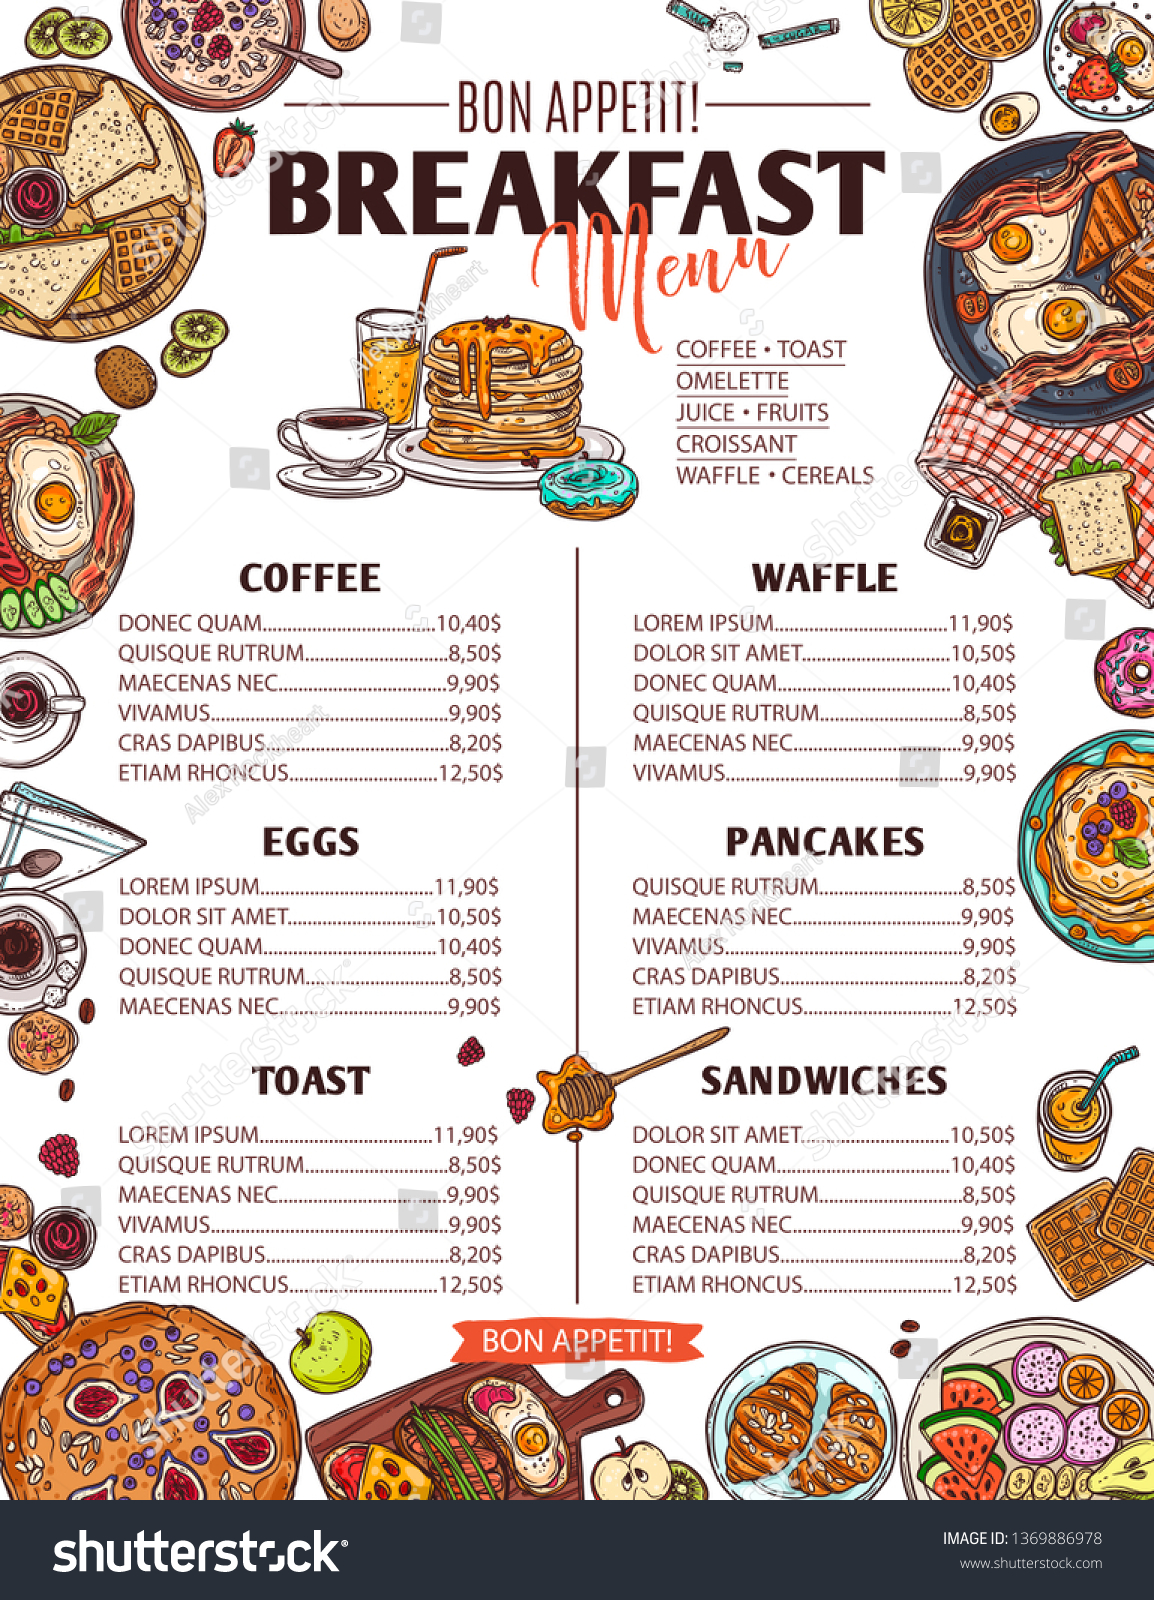 BON APPETIT!
BREAKFAST
Menu
COFFEE • TOAST
OMELETTE
JUICE • FRUITS
CROISSANT
WAFFLE • CEREALS
COFFEE
DONEC QUAM..........10,40$
QUISQUE RUTRUM..........8,50$
MAECENAS NEC..........9,90$
VIVAMUS..........9,90$
CRAS DAPIBUS..........8,20$
ETIAM RHONCUS..........12,50$
EGGS
LOREM IPSUM..........11,90$
DOLOR SIT AMET..........10,50$
DONEC QUAM..........10,40$
QUISQUE RUTRUM..........8,50$
MAECENAS NEC..........9,90$
TOAST
LOREM IPSUM..........11,90$
QUISQUE RUTRUM..........8,50$
MAECENAS NEC..........9,90$
VIVAMUS..........9,90$
CRAS DAPIBUS..........8,20$
ETIAM RHONCUS..........12,50$
WAFFLE
LOREM IPSUM..........11,90$
DOLOR SIT AMET..........10,50$
DONEC QUAM..........10,40$
QUISQUE RUTRUM..........8,50$
MAECENAS NEC..........9,90$
VIVAMUS..........9,90$
PANCAKES
QUISQUE RUTRUM..........8,50$
MAECENAS NEC..........9,90$
VIVAMUS..........9,90$
CRAS DAPIBUS..........8,20$
ETIAM RHONCUS..........12,50$
SANDWICHES
DOLOR SIT AMET..........10,50$
DONEC QUAM..........10,40$
QUISQUE RUTRUM..........8,50$
MAECENAS NEC..........9,90$
CRAS DAPIBUS..........8,20$
ETIAM RHONCUS..........12,50$
BON APPETIT!
shutterstock
IMAGE ID: 1369886978
www.shutterstock.com